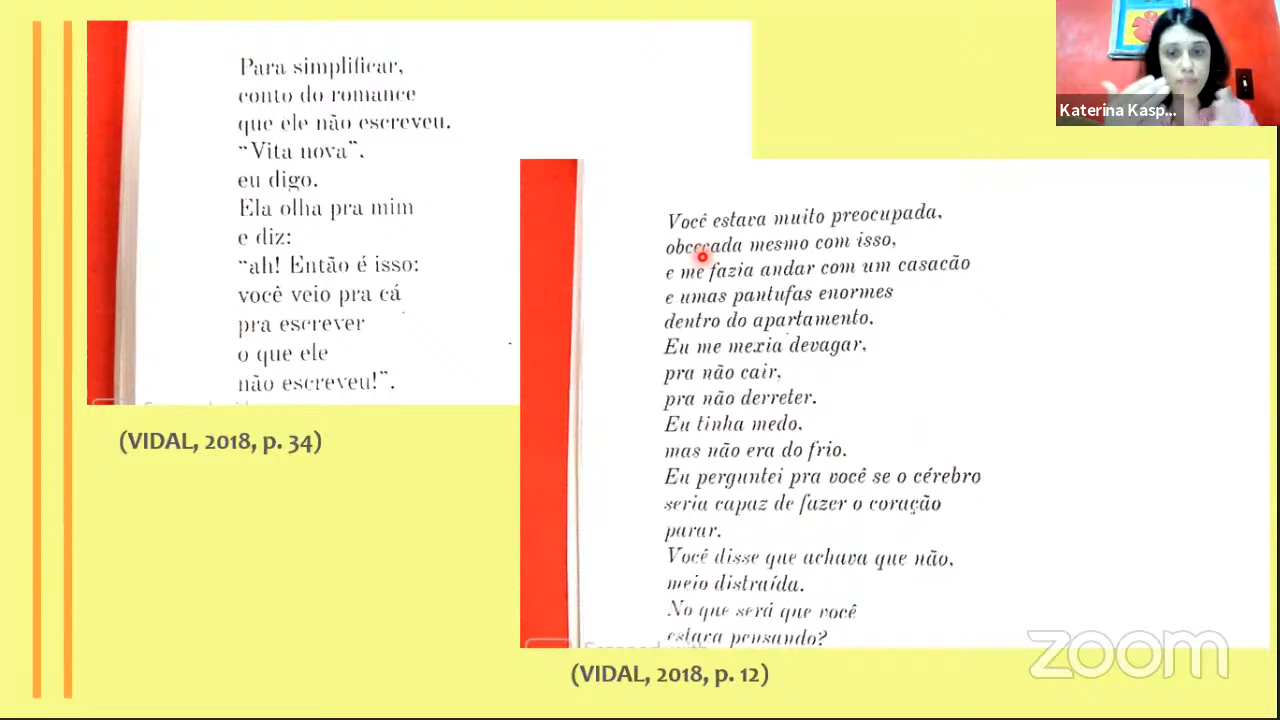 Para simplificar,
conto do romance
que ele não escreveu.
“Vita nova”.
eu digo.
Ela olha pra mim
e diz:
“ah! Então é isso:
você veio pra cá
pra escrever
o que ele
não escreveu!”.
(VIDAL, 2018, p. 34)
Katerina Kasp...
Você estava muito preocupada,
obcecada mesmo com isso,
e me fazia andar com um casacão
e umas pantufas enormes
dentro do apartamento.
Eu me mexia devagar,
pra não cair,
pra não derreter.
Eu tinha medo,
mas não era do frio.
Eu perguntei pra você se o cérebro
seria capaz de fazer o coração
parar.
Você disse que achava que não,
meio distraída.
No que será que você
estava pensando?
(VIDAL, 2018, p. 12)
zoom